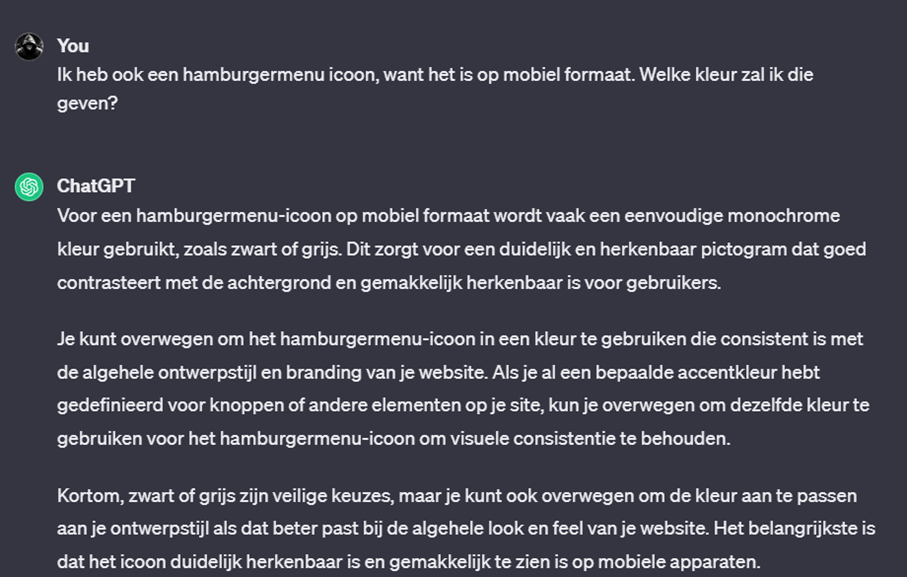 You
Ik heb ook een hamburgermenu icoon, want het is op mobiel formaat. Welke kleur zal ik die
geven?
ChatGPT
Voor een hamburgermenu-icoon op mobiel formaat wordt vaak een eenvoudige monochrome
kleur gebruikt, zoals zwart of grijs. Dit zorgt voor een duidelijk en herkenbaar pictogram dat goed
contrasteert met de achtergrond en gemakkelijk herkenbaar is voor gebruikers.
Je kunt overwegen om het hamburgermenu-icoon in een kleur te gebruiken die consistent is met
de algehele ontwerpstijl en branding van je website. Als je al een bepaalde accentkleur hebt
gedefinieerd voor knoppen of andere elementen op je site, kun je overwegen om dezelfde kleur te
gebruiken voor het hamburgermenu-icoon om visuele consistentie te behouden.
Kortom, zwart of grijs zijn veilige keuzes, maar je kunt ook overwegen om de kleur aan te passen
aan je ontwerpstijl als dat beter past bij de algehele look en feel van je website. Het belangrijkste is
dat het icoon duidelijk herkenbaar is en gemakkelijk te zien is op mobiele apparaten.